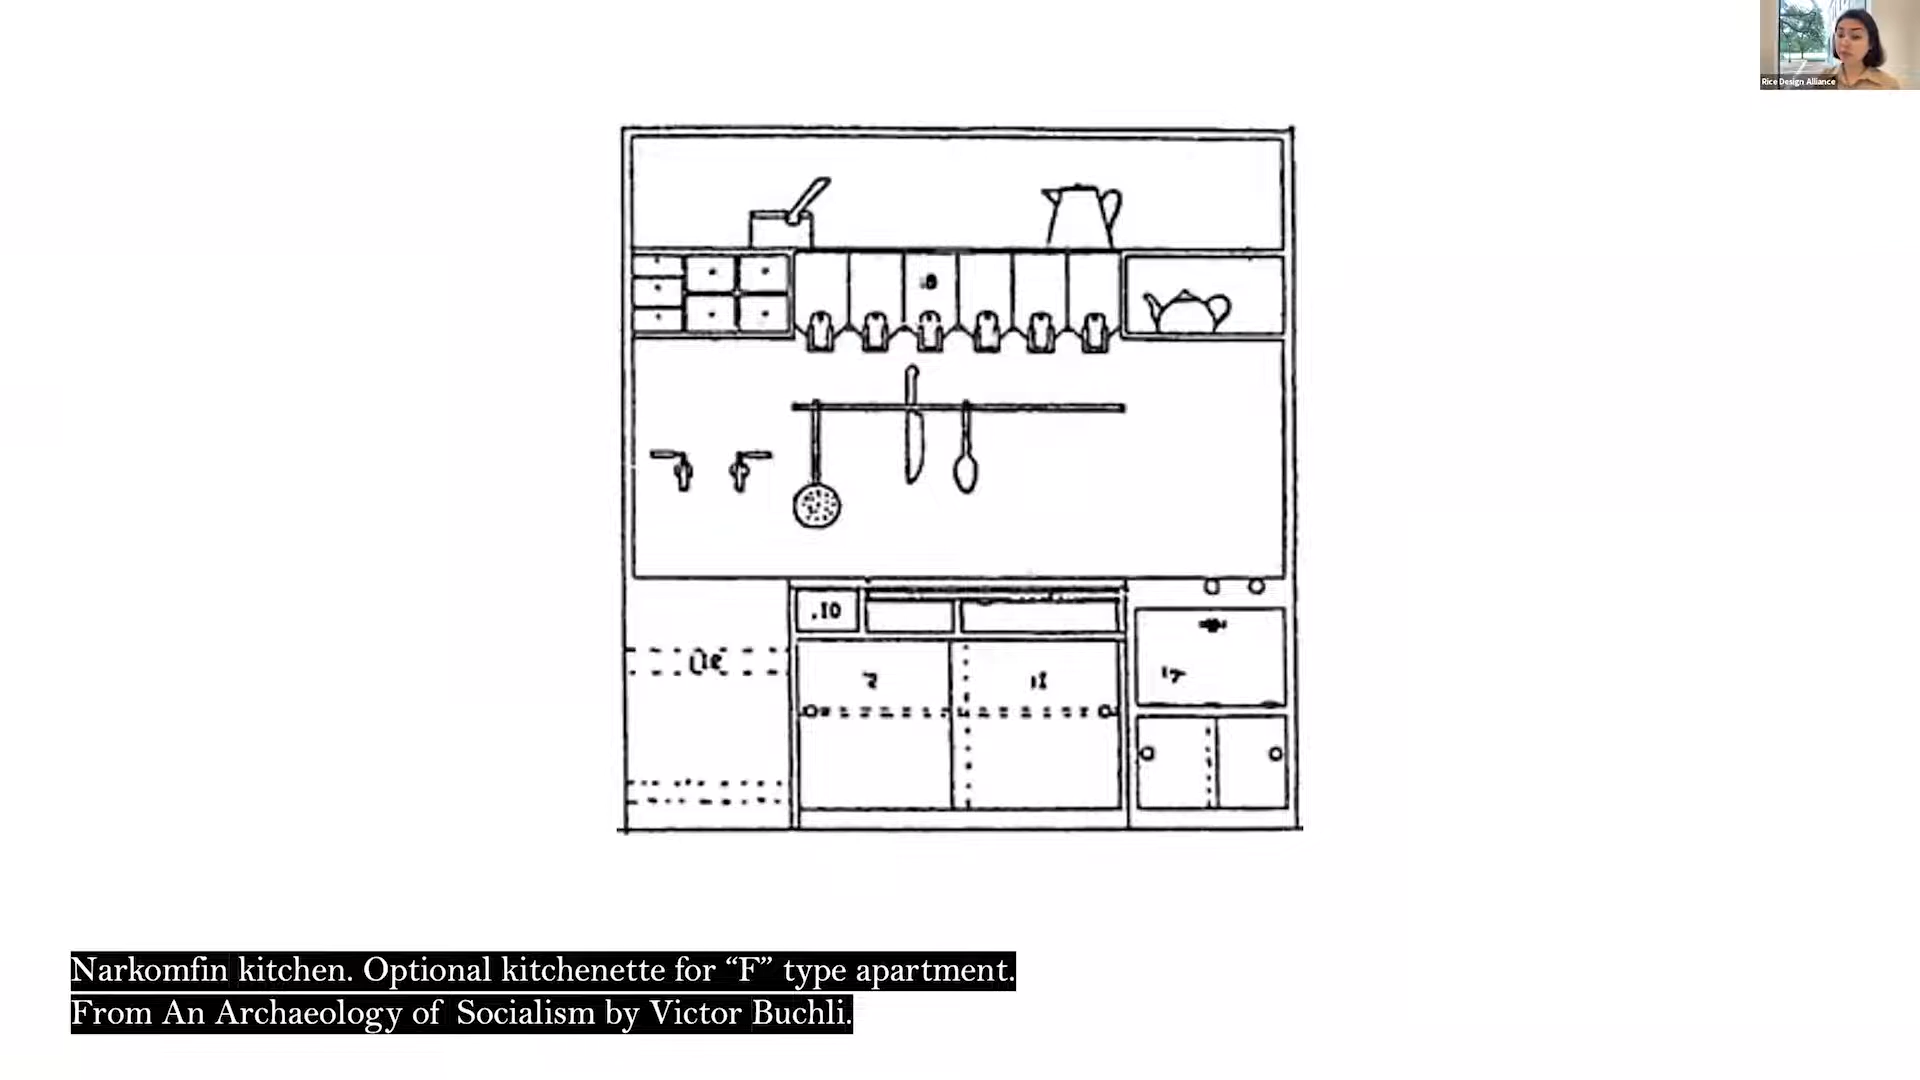 Rice Design Alliance
.8
.10
Narkomfin kitchen. Optional kitchenette for “F” type apartment.
From An Archaeology of Socialism by Victor Buchli.